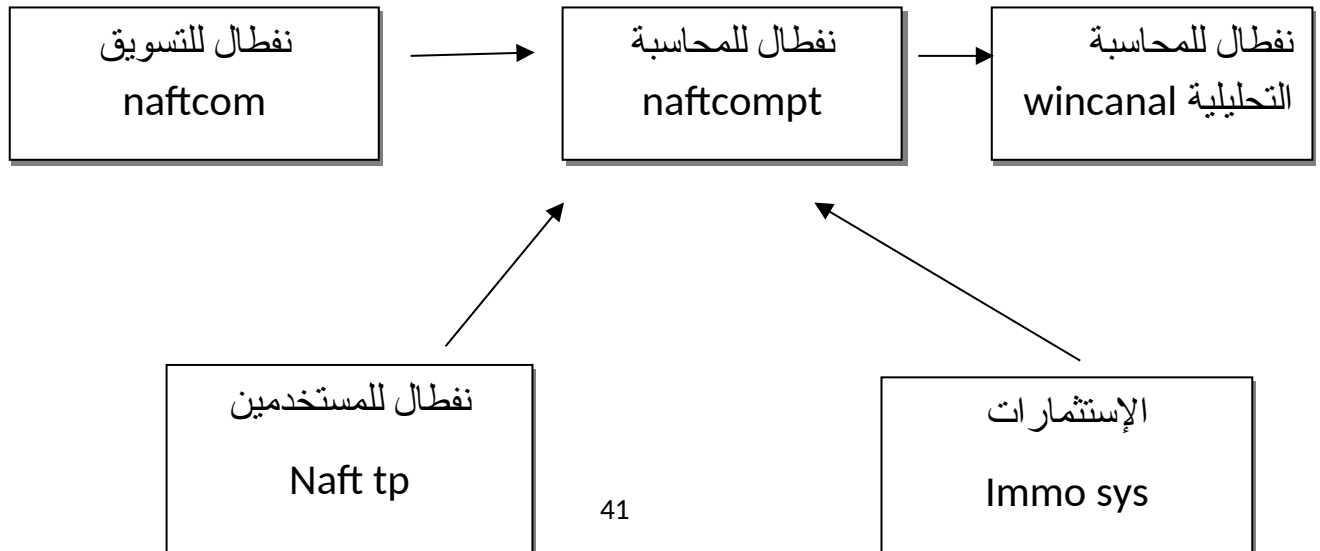 نفطال للتسويق
naftcom
نفطال للمحاسبة
naftcompt
نفطال للمحاسبة
التحليلية wincanal
نفطال للمستخدمين
Naft tp
الإستثمارات
Immo sys
41